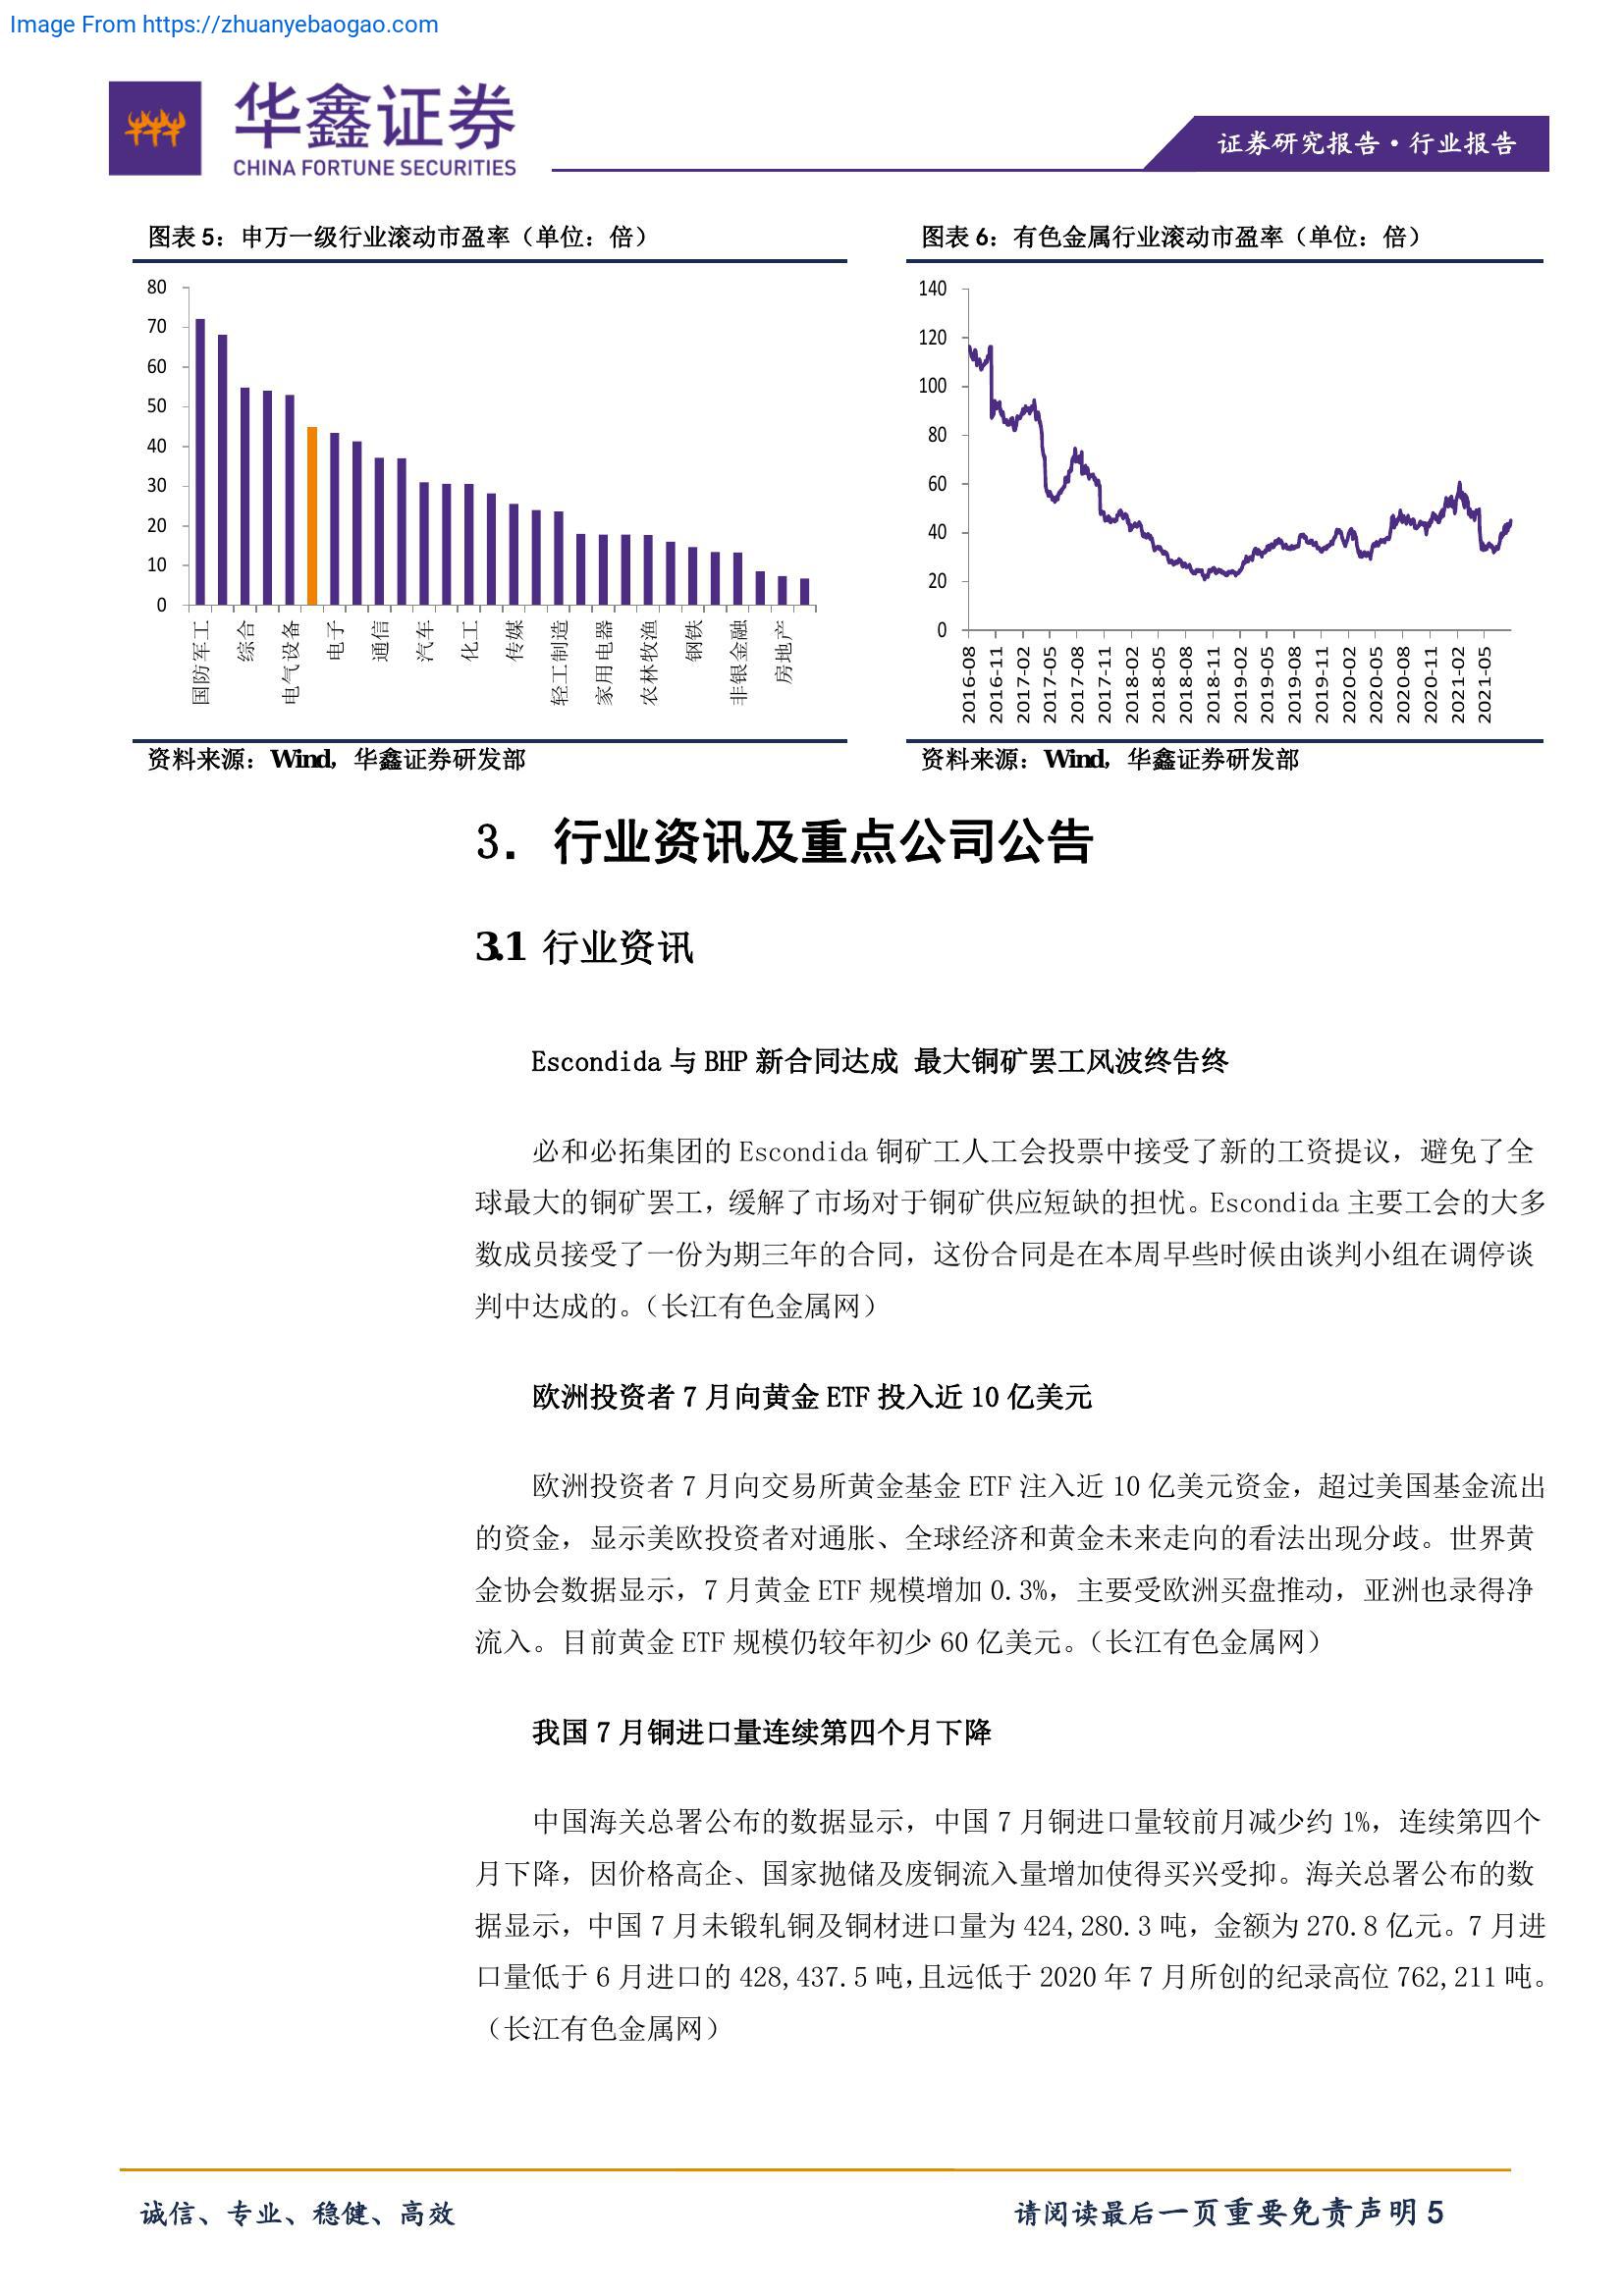 Image From https://zhuanyebaogao.com
华鑫证券
CHINA FORTUNE SECURITIES
证券研究报告·行业报告
图表 5：申万一级行业滚动市盈率（单位：倍）
80
70
60
50
40
30
20
10
0
国防军工
综合
电气设备
电子
通信
汽车
化工
传媒
轻工制造
家用电器
农林牧渔
钢铁
非银金融
房地产
资料来源：Wind，华鑫证券研发部
图表 6：有色金属行业滚动市盈率（单位：倍）
140
120
100
80
60
40
20
0
2016-08
2016-11
2017-02
2017-05
2017-08
2017-11
2018-02
2018-05
2018-08
2018-11
2019-02
2019-05
2019-08
2019-11
2020-02
2020-05
2020-08
2020-11
2021-02
2021-05
资料来源：Wind，华鑫证券研发部
3．行业资讯及重点公司公告
3.1 行业资讯
Escondida 与 BHP 新合同达成 最大铜矿罢工风波终告终
必和必拓集团的 Escondida 铜矿工人工会投票中接受了新的工资提议，避免了全
球最大的铜矿罢工，缓解了市场对于铜矿供应短缺的担忧。Escondida 主要工会的大多
数成员接受了一份为期三年的合同，这份合同是在本周早些时候由谈判小组在调停谈
判中达成的。（长江有色金属网）
欧洲投资者 7 月向黄金 ETF 投入近 10 亿美元
欧洲投资者 7 月向交易所黄金基金 ETF 注入近 10 亿美元资金，超过美国基金流出
的资金，显示美欧投资者对通胀、全球经济和黄金未来走向的看法出现分歧。世界黄
金协会数据显示，7 月黄金 ETF 规模增加 0.3%，主要受欧洲买盘推动，亚洲也录得净
流入。目前黄金 ETF 规模仍较年初少 60 亿美元。（长江有色金属网）
我国 7 月铜进口量连续第四个月下降
中国海关总署公布的数据显示，中国 7 月铜进口量较前月减少约 1%，连续第四个
月下降，因价格高企、国家抛储及废铜流入量增加使得买兴受抑。海关总署公布的数
据显示，中国 7 月未锻轧铜及铜材进口量为 424,280.3 吨，金额为 270.8 亿元。7 月进
口量低于 6 月进口的 428,437.5 吨，且远低于 2020 年 7 月所创的纪录高位 762,211 吨。
（长江有色金属网）
诚信、专业、稳健、高效
请阅读最后一页重要免责声明 5